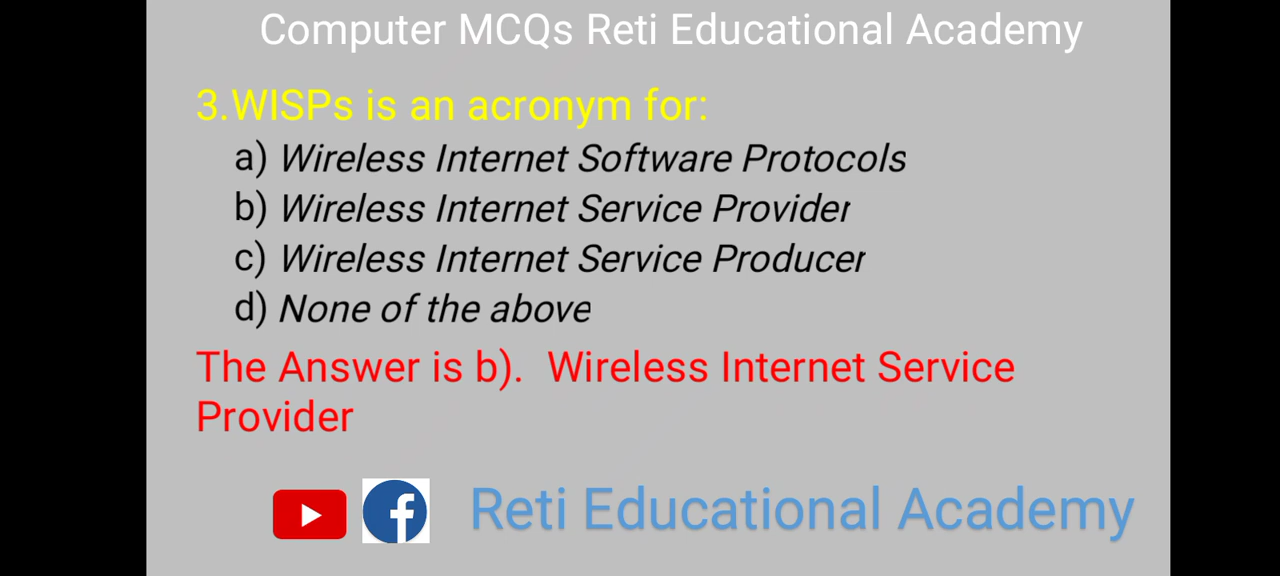 Computer MCQs Reti Educational Academy
3.WISPs is an acronym for:
a) Wireless Internet Software Protocols
b) Wireless Internet Service Provider
c) Wireless Internet Service Producer
d) None of the above
The Answer is b).  Wireless Internet Service
Provider
Reti Educational Academy